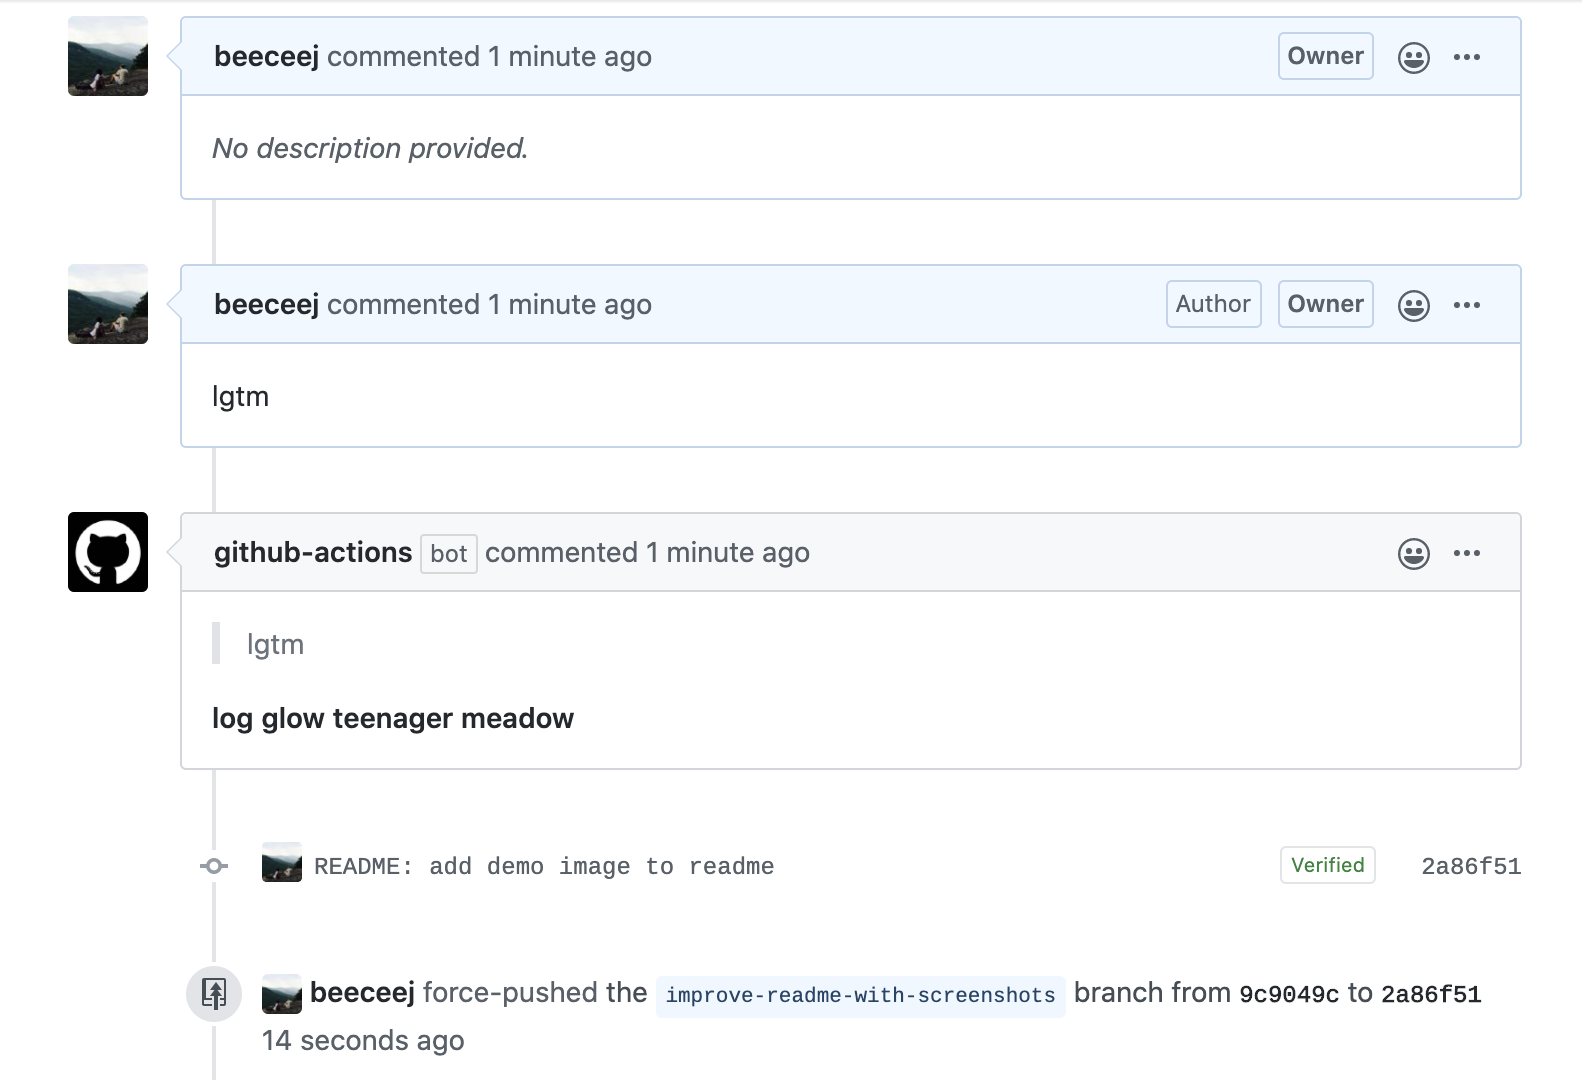 beeceej commented 1 minute ago Owner
No description provided.
beeceej commented 1 minute ago Author Owner
lgtm
github-actions bot commented 1 minute ago
lgtm
log glow teenager meadow
README: add demo image to readme Verified 2a86f51
beeceej force-pushed the improve-readme-with-screenshots branch from 9c9049c to 2a86f51
14 seconds ago